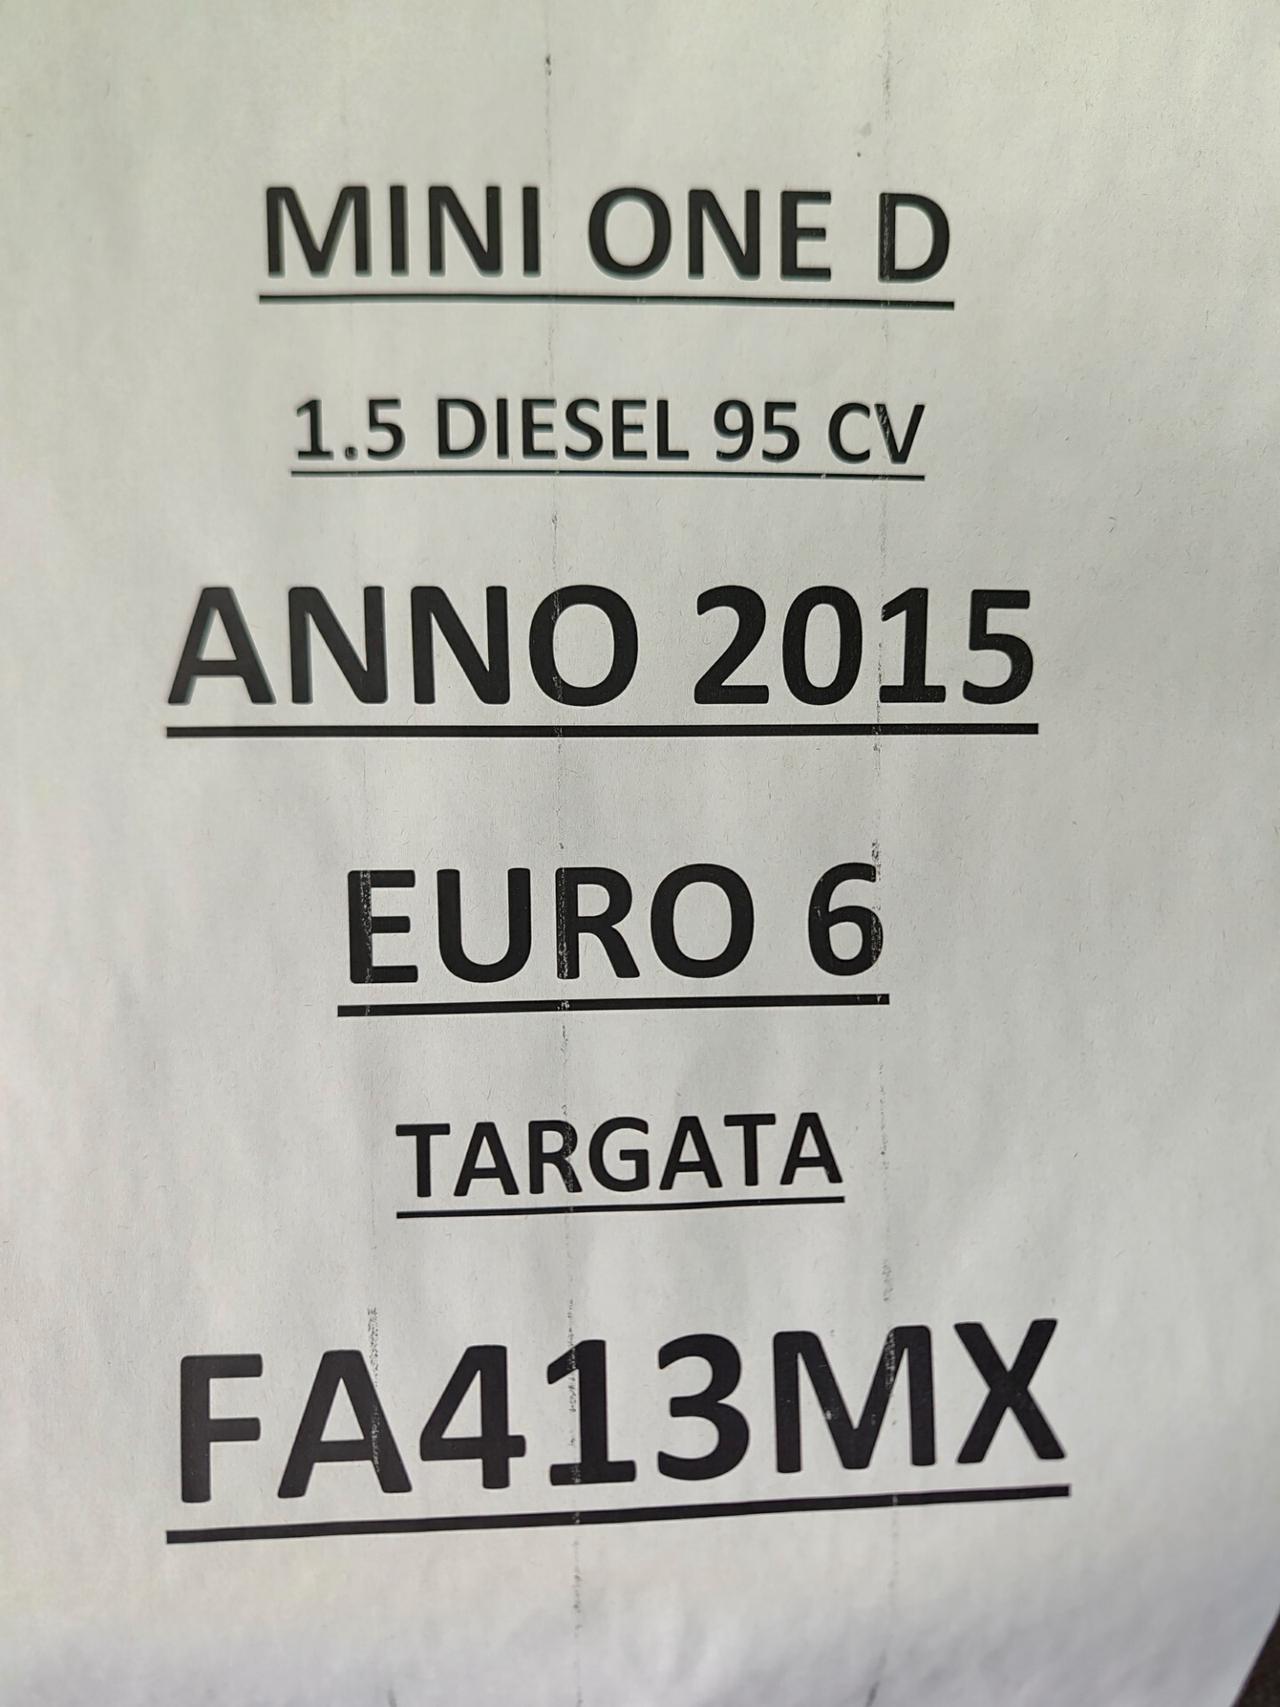 MINI ONE D
1.5 DIESEL 95 CV
ANNO 2015
EURO 6
TARGATA
FA413MX